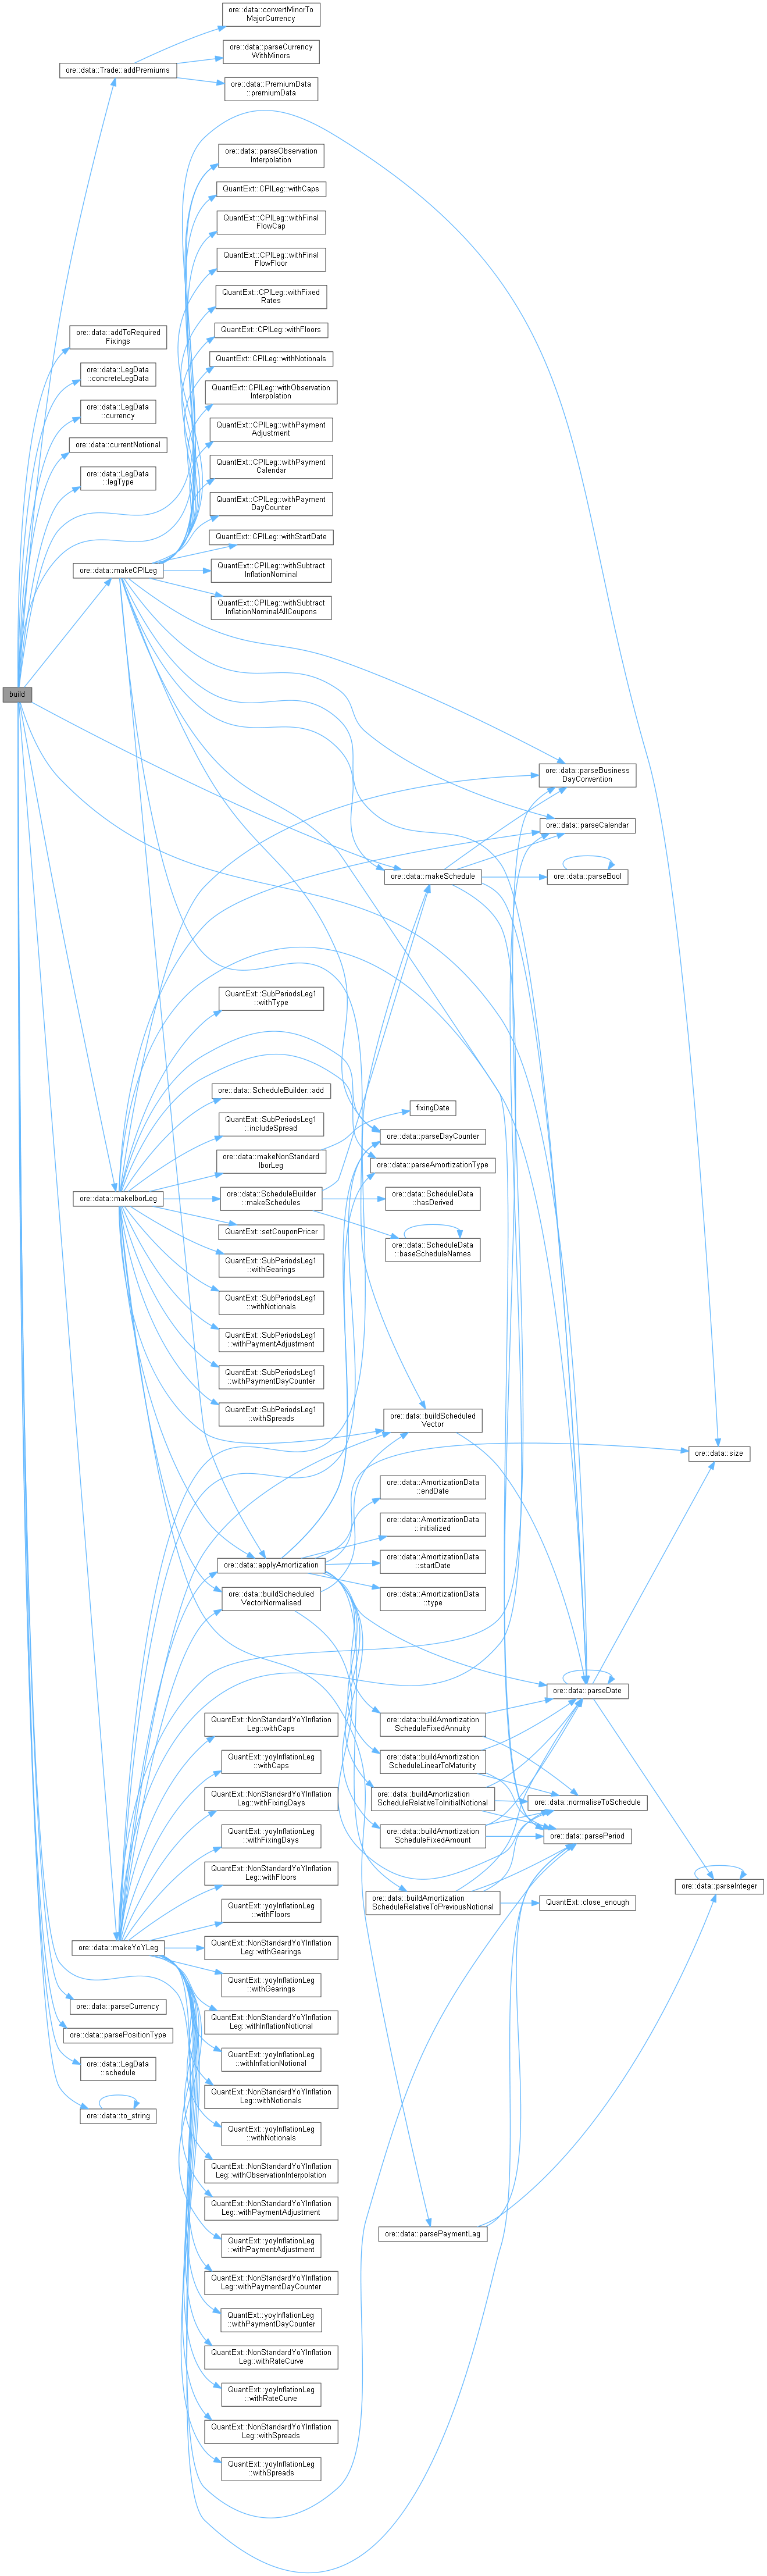 ore::data::convertMinorTo
MajorCurrency
ore::data::parseCurrency
WithMinors
ore::data::Trade::addPremiums
ore::data::PremiumData
::premiumData
ore::data::parseObservation
Interpolation
QuantExt::CPILeg::withCaps
QuantExt::CPILeg::withFinal
FlowCap
QuantExt::CPILeg::withFinal
FlowFloor
QuantExt::CPILeg::withFixed
Rates
QuantExt::CPILeg::withFloors
ore::data::addToRequired
Fixings
QuantExt::CPILeg::withNotionals
ore::data::LegData
::concreteLegData
QuantExt::CPILeg::withObservation
Interpolation
ore::data::LegData
::currency
QuantExt::CPILeg::withPayment
Adjustment
ore::data::currentNotional
QuantExt::CPILeg::withPayment
Calendar
ore::data::LegData
::legType
QuantExt::CPILeg::withPayment
DayCounter
QuantExt::CPILeg::withStartDate
ore::data::makeCPILeg
QuantExt::CPILeg::withSubtract
InflationNominal
QuantExt::CPILeg::withSubtract
InflationNominalAllCoupons
build
ore::data::parseBusiness
DayConvention
ore::data::parseCalendar
ore::data::makeSchedule
ore::data::parseBool
QuantExt::SubPeriodsLeg1
::withType
ore::data::ScheduleBuilder::add
fixingDate
QuantExt::SubPeriodsLeg1
::includeSpread
ore::data::parseDayCounter
ore::data::makeNonStandard
IborLeg
ore::data::parseAmortizationType
ore::data::makeIborLeg
ore::data::ScheduleBuilder
::makeSchedules
ore::data::ScheduleData
::hasDerived
QuantExt::setCouponPricer
ore::data::ScheduleData
::baseScheduleNames
QuantExt::SubPeriodsLeg1
::withGearings
QuantExt::SubPeriodsLeg1
::withNotionals
QuantExt::SubPeriodsLeg1
::withPaymentAdjustment
QuantExt::SubPeriodsLeg1
::withPaymentDayCounter
QuantExt::SubPeriodsLeg1
::withSpreads
ore::data::buildScheduled
Vector
ore::data::size
ore::data::AmortizationData
::endDate
ore::data::AmortizationData
::initialized
ore::data::applyAmortization
ore::data::AmortizationData
::startDate
ore::data::buildScheduled
VectorNormalised
ore::data::AmortizationData
::type
ore::data::parseDate
QuantExt::NonStandardYoYInflation
Leg::withCaps
ore::data::buildAmortization
ScheduleFixedAnnuity
QuantExt::yoyInflationLeg
::withCaps
ore::data::buildAmortization
ScheduleLinearToMaturity
QuantExt::NonStandardYoYInflation
Leg::withFixingDays
ore::data::buildAmortization
ScheduleRelativeToInitialNotional
ore::data::normaliseToSchedule
QuantExt::yoyInflationLeg
::withFixingDays
ore::data::buildAmortization
ScheduleFixedAmount
ore::data::parsePeriod
QuantExt::NonStandardYoYInflation
Leg::withFloors
ore::data::parseInteger
QuantExt::yoyInflationLeg
::withFloors
ore::data::buildAmortization
ScheduleRelativeToPreviousNotional
QuantExt::close_enough
ore::data::makeYoYLeg
QuantExt::NonStandardYoYInflation
Leg::withGearings
QuantExt::yoyInflationLeg
::withGearings
ore::data::parseCurrency
QuantExt::NonStandardYoYInflation
Leg::withInflationNotional
ore::data::parsePositionType
QuantExt::yoyInflationLeg
::withInflationNotional
ore::data::LegData
::schedule
QuantExt::NonStandardYoYInflation
Leg::withNotionals
ore::data::to_string
QuantExt::yoyInflationLeg
::withNotionals
QuantExt::NonStandardYoYInflation
Leg::withObservationInterpolation
QuantExt::NonStandardYoYInflation
Leg::withPaymentAdjustment
ore::data::parsePaymentLag
QuantExt::yoyInflationLeg
::withPaymentAdjustment
QuantExt::NonStandardYoYInflation
Leg::withPaymentDayCounter
QuantExt::yoyInflationLeg
::withPaymentDayCounter
QuantExt::NonStandardYoYInflation
Leg::withRateCurve
QuantExt::yoyInflationLeg
::withRateCurve
QuantExt::NonStandardYoYInflation
Leg::withSpreads
QuantExt::yoyInflationLeg
::withSpreads